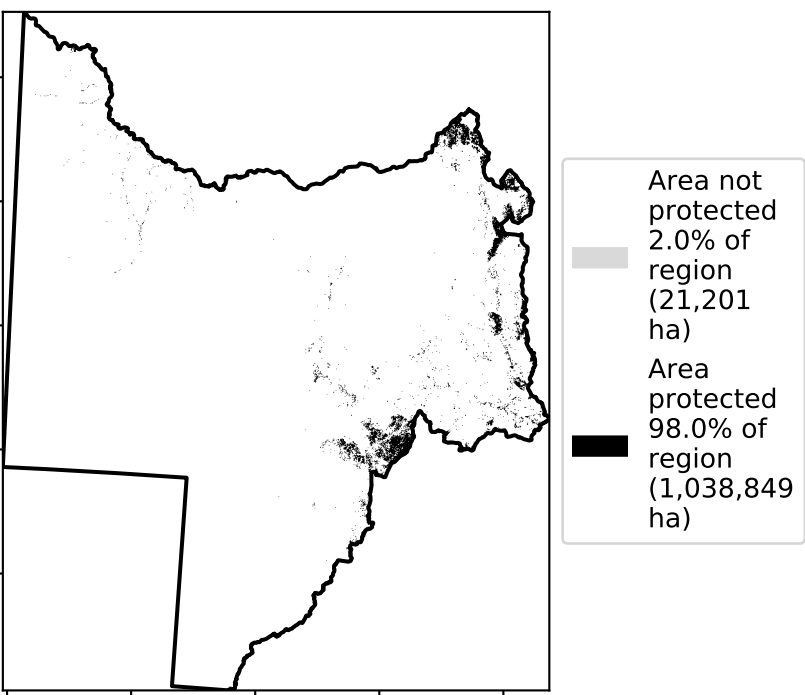 Area not
protected
2.0% of
region
(21,201
ha)
Area
protected
98.0% of
region
(1,038,849
ha)